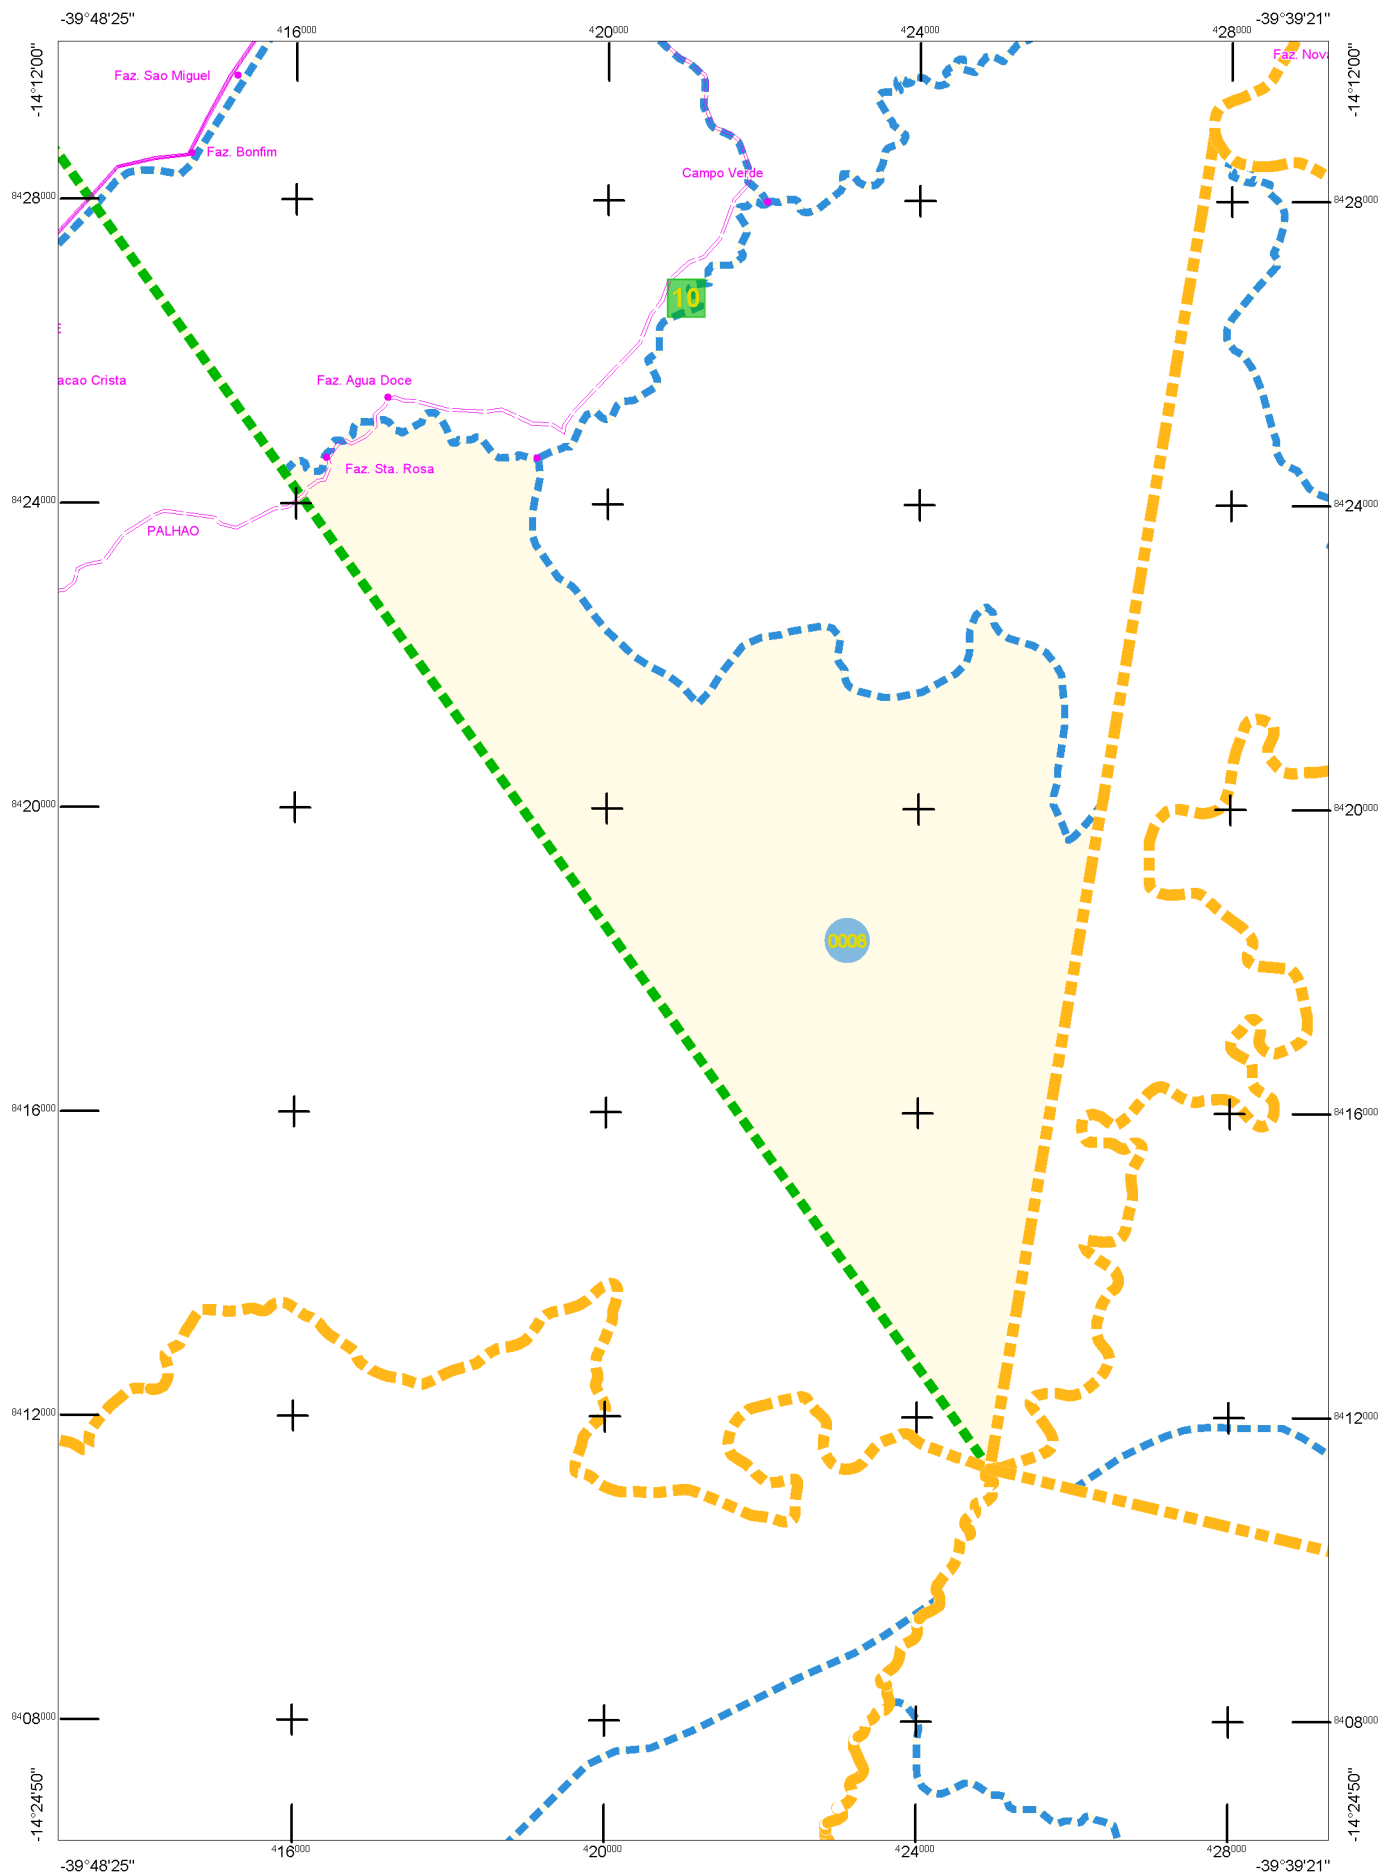 -39°48'25" -39°39'21"
416000 420000 424000 428000
-14°12'00" -14°12'00"
Faz. Nov
Faz. Sao Miguel
Faz. Bonfim
Campo Verde
8428000 8428000
10
acao Crista
Faz. Agua Doce
Faz. Sta. Rosa
8424000 8424000
PALHAO
8420000 8420000
0008
8416000 8416000
8412000 8412000
8408000 8408000
-14°24'50" -14°24'50"
416000 420000 424000 428000
-39°48'25" -39°39'21"